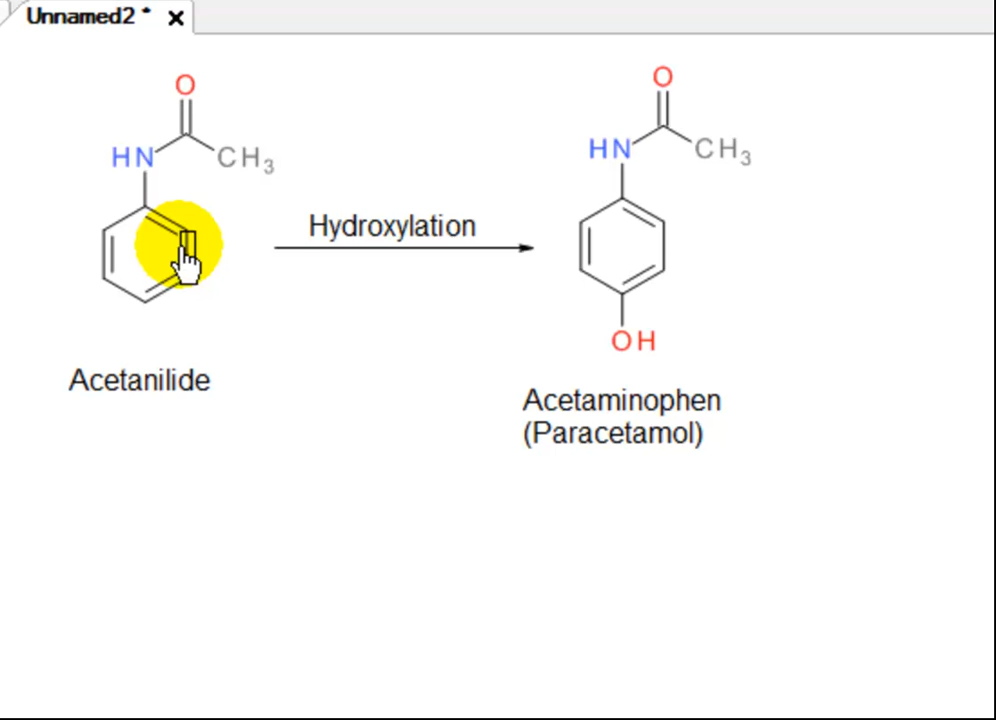 Unnamed2 *
O
HN
CH3
Hydroxylation
O
HN
CH3
OH
Acetanilide
Acetaminophen
(Paracetamol)